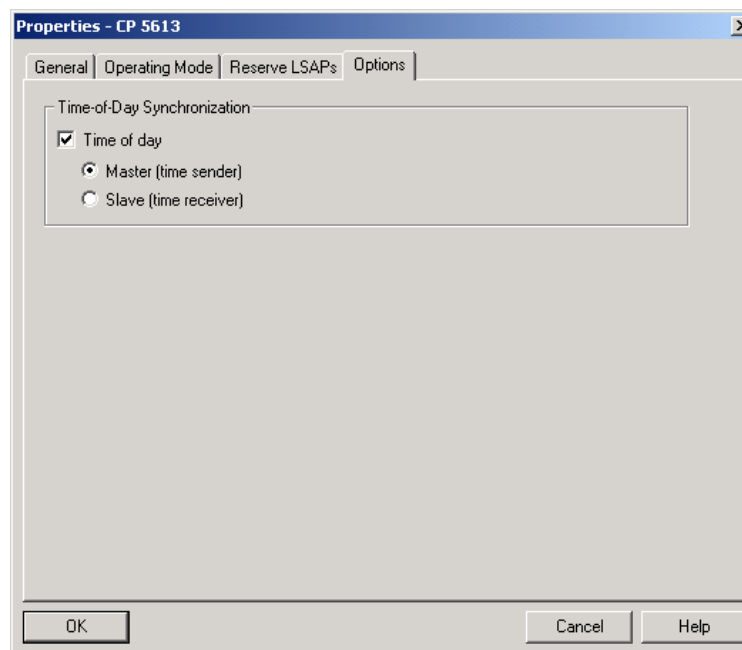 Properties - CP 5613
General Operating Mode Reserve LSAPs Options
Time-of-Day Synchronization
Time of day
Master (time sender)
Slave (time receiver)
OK Cancel Help